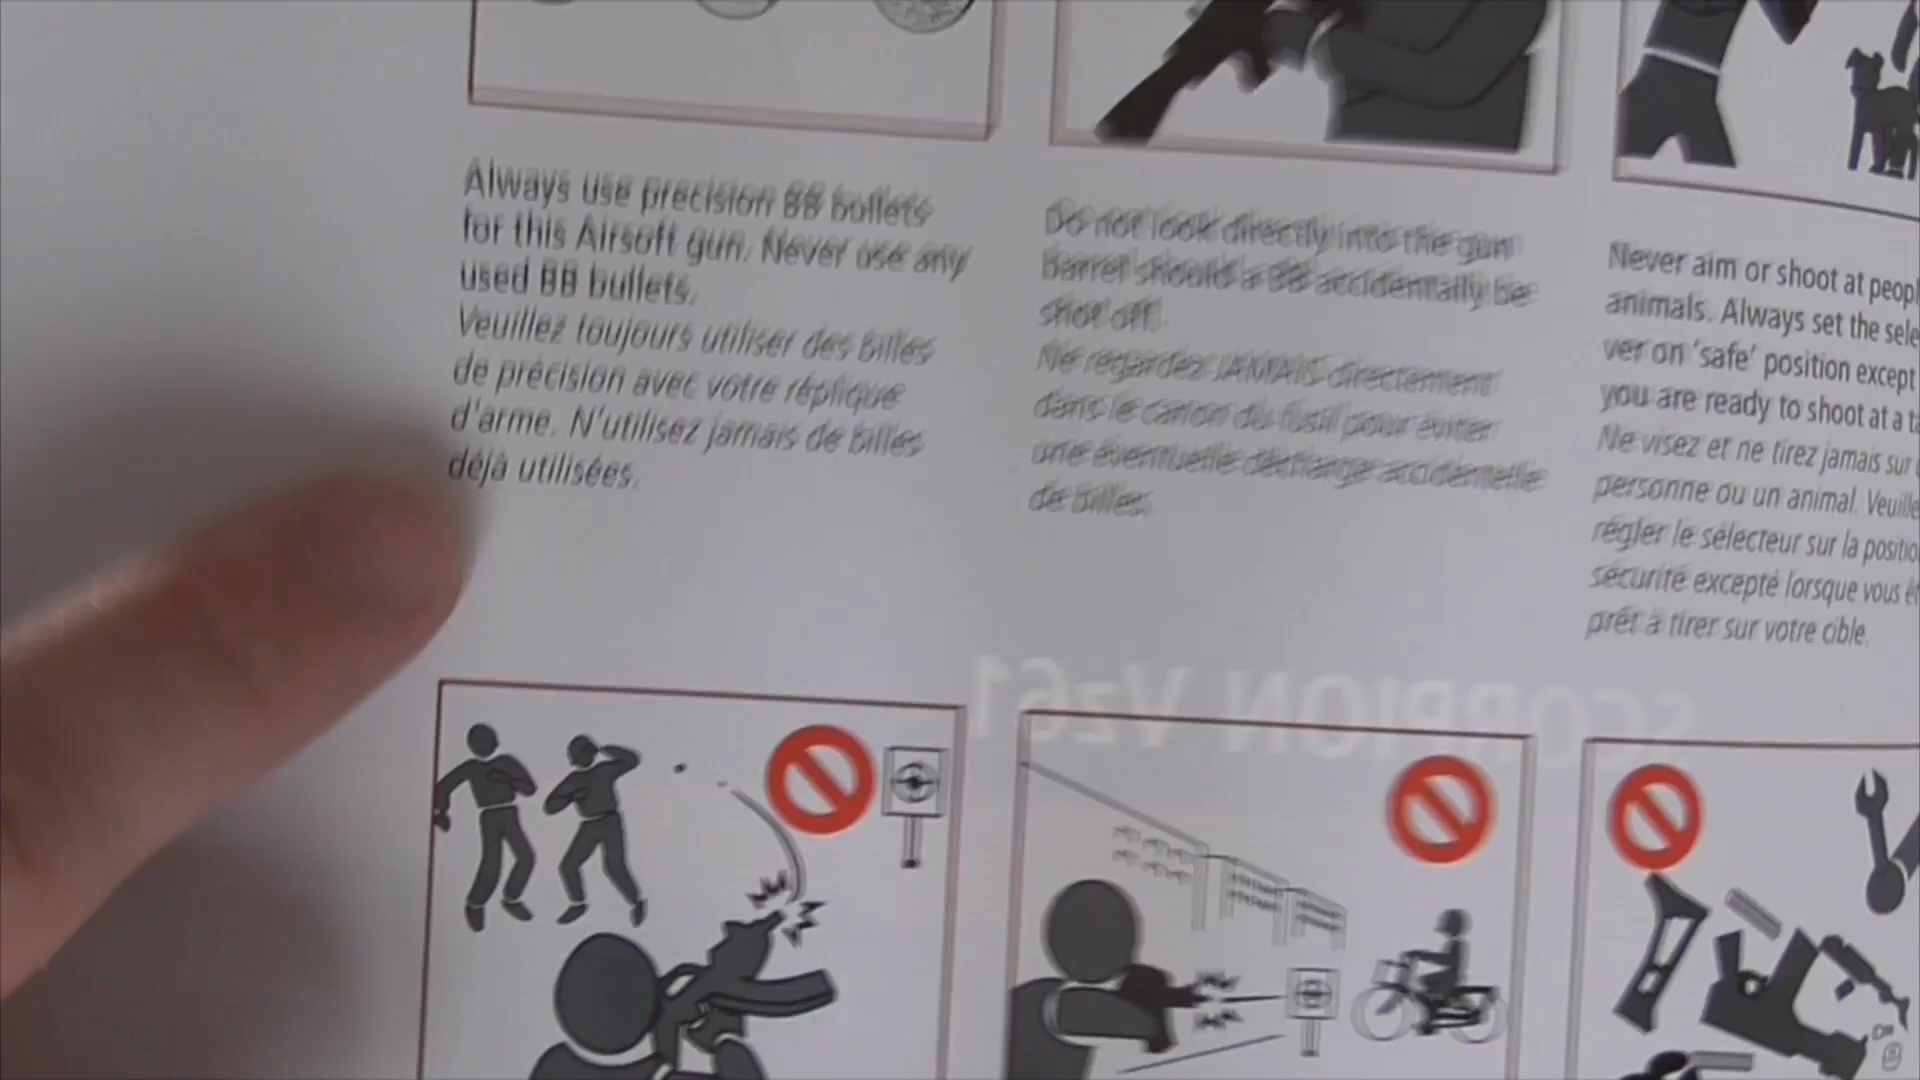 Always use precision BB bullets
for this Airsoft gun. Never use any
used BB bullets.
Veuillez toujours utiliser des billes
de précision avec votre réplique
d'arme. N'utilisez jamais de billes
déjà utilisées.
Do not look directly into the gun
barrel should a BB accidentally be
shot off.
Ne regardez JAMAIS directement
dans le canon du fusil pour éviter
une éventuelle décharge accidentelle
de billes.
Never aim or shoot at peopl
animals. Always set the sele
ver on 'safe' position except
you are ready to shoot at a ta
Ne visez et ne tirez jamais sur
personne ou un animal. Veuille
régler le sélecteur sur la positio
sécurité excepté lorsque vous êt
prêt à tirer sur votre cible.
SCORPION Vz61